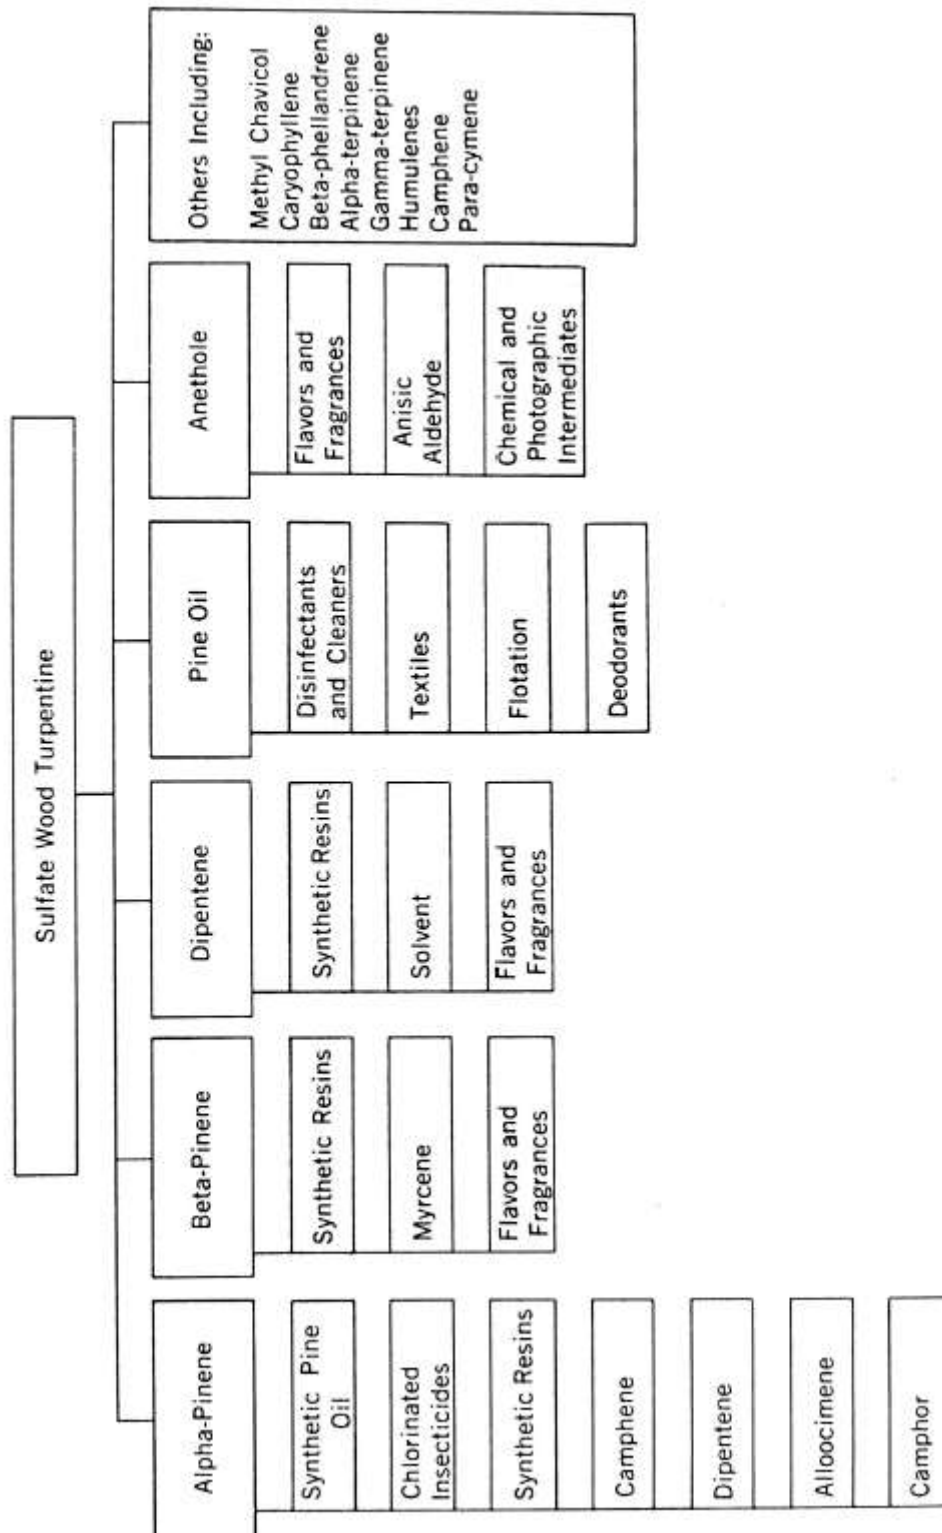 Sulfate Wood Turpentine
Alpha-Pinene
Synthetic Pine
Oil
Chlorinated
Insecticides
Synthetic Resins
Camphene
Dipentene
Alloocimene
Camphor
Beta-Pinene
Synthetic Resins
Myrcene
Flavors and
Fragrances
Dipentene
Synthetic Resins
Solvent
Flavors and
Fragrances
Pine Oil
Disinfectants
and Cleaners
Textiles
Flotation
Deodorants
Anethole
Flavors and
Fragrances
Anisic
Aldehyde
Chemical and
Photographic
Intermediates
Others Including:
Methyl Chavicol
Caryophyllene
Beta-phellandrene
Alpha-terpinene
Gamma-terpinene
Humulenes
Camphene
Para-cymene